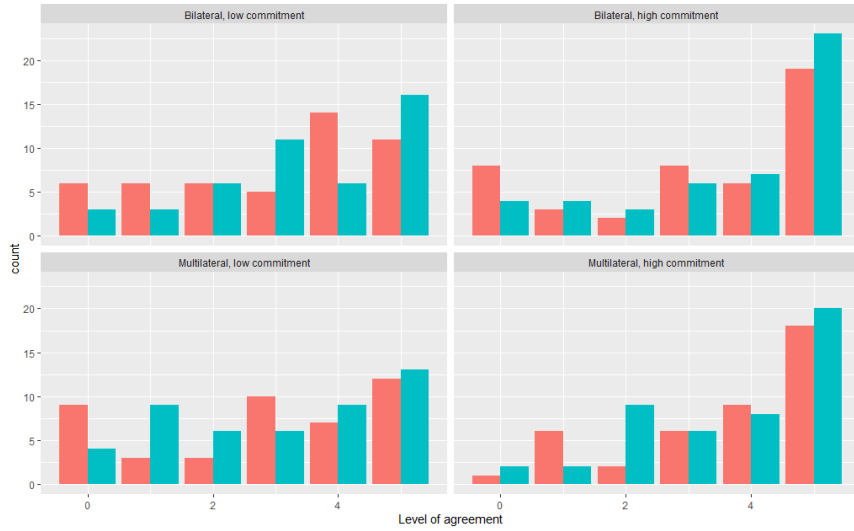 Bilateral, low commitment
Bilateral, high commitment
20
15
10
5
0
count
Multilateral, low commitment
Multilateral, high commitment
20
15
10
5
0
0 2 4
0 2 4
Level of agreement